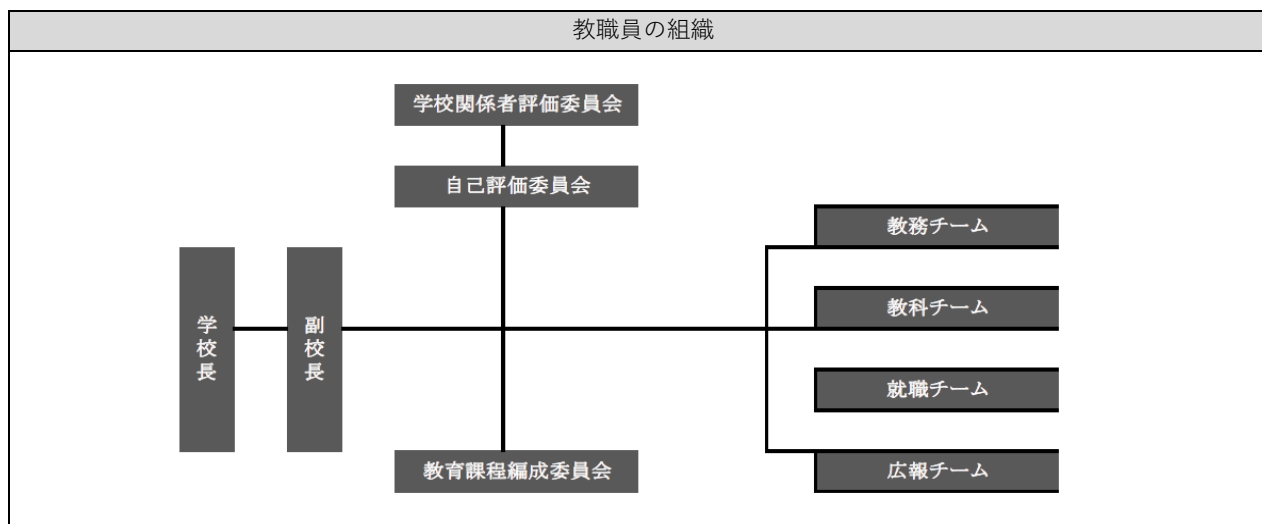 教職員の組織
学校関係者評価委員会
自己評価委員会
教務チーム
学校長
副校長
教科チーム
就職チーム
教育課程編成委員会
広報チーム